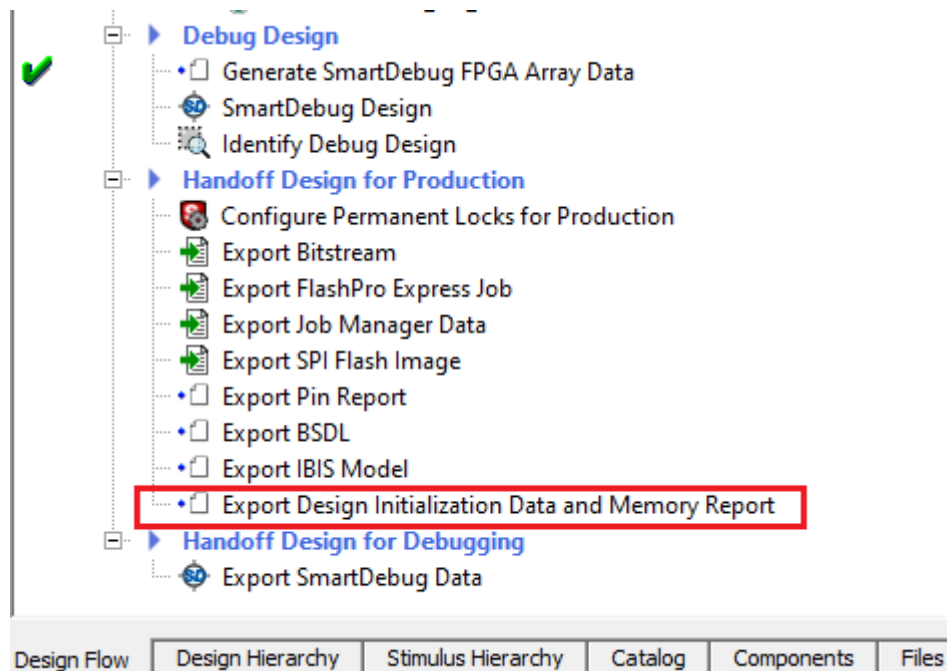 Debug Design
Generate SmartDebug FPGA Array Data
SmartDebug Design
Identify Debug Design
Handoff Design for Production
Configure Permanent Locks for Production
Export Bitstream
Export FlashPro Express Job
Export Job Manager Data
Export SPI Flash Image
Export Pin Report
Export BSDL
Export IBIS Model
Export Design Initialization Data and Memory Report
Handoff Design for Debugging
Export SmartDebug Data
Design Flow Design Hierarchy Stimulus Hierarchy Catalog Components Files